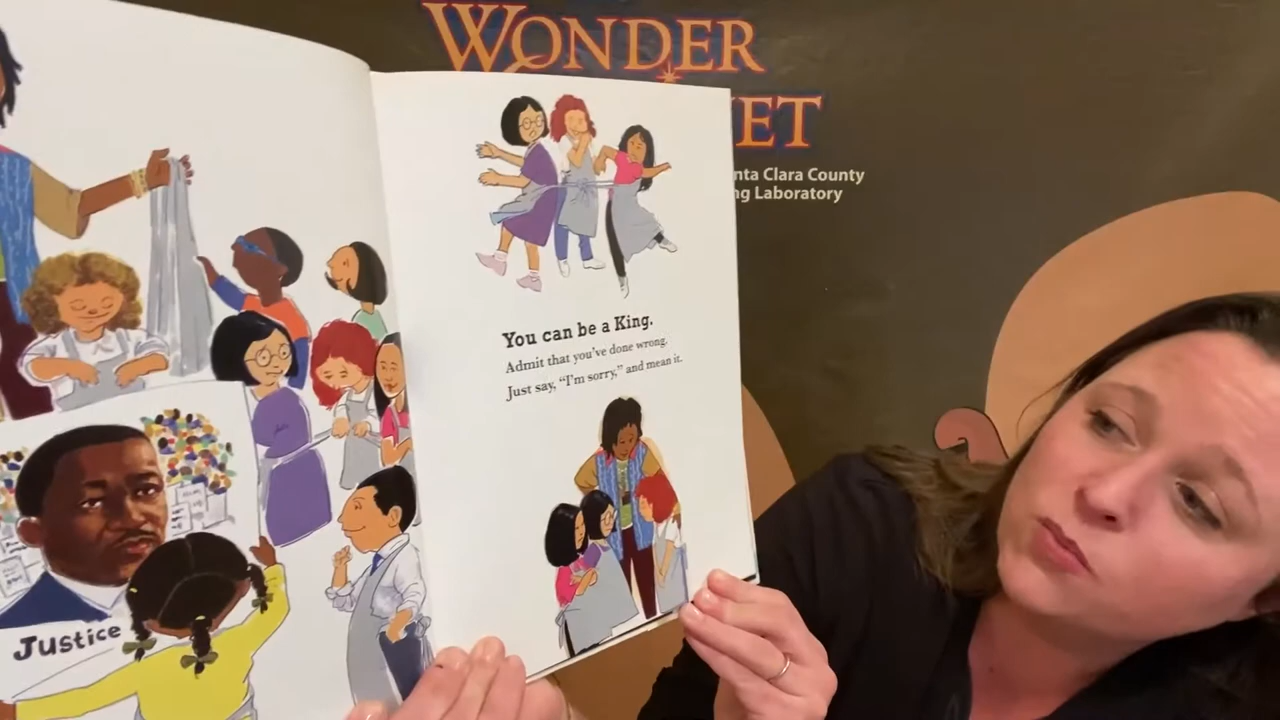 WONDER
ET
nta Clara County
ng Laboratory
You can be a King.
Admit that you've done wrong.
Just say, "I'm sorry," and mean it.
Justice